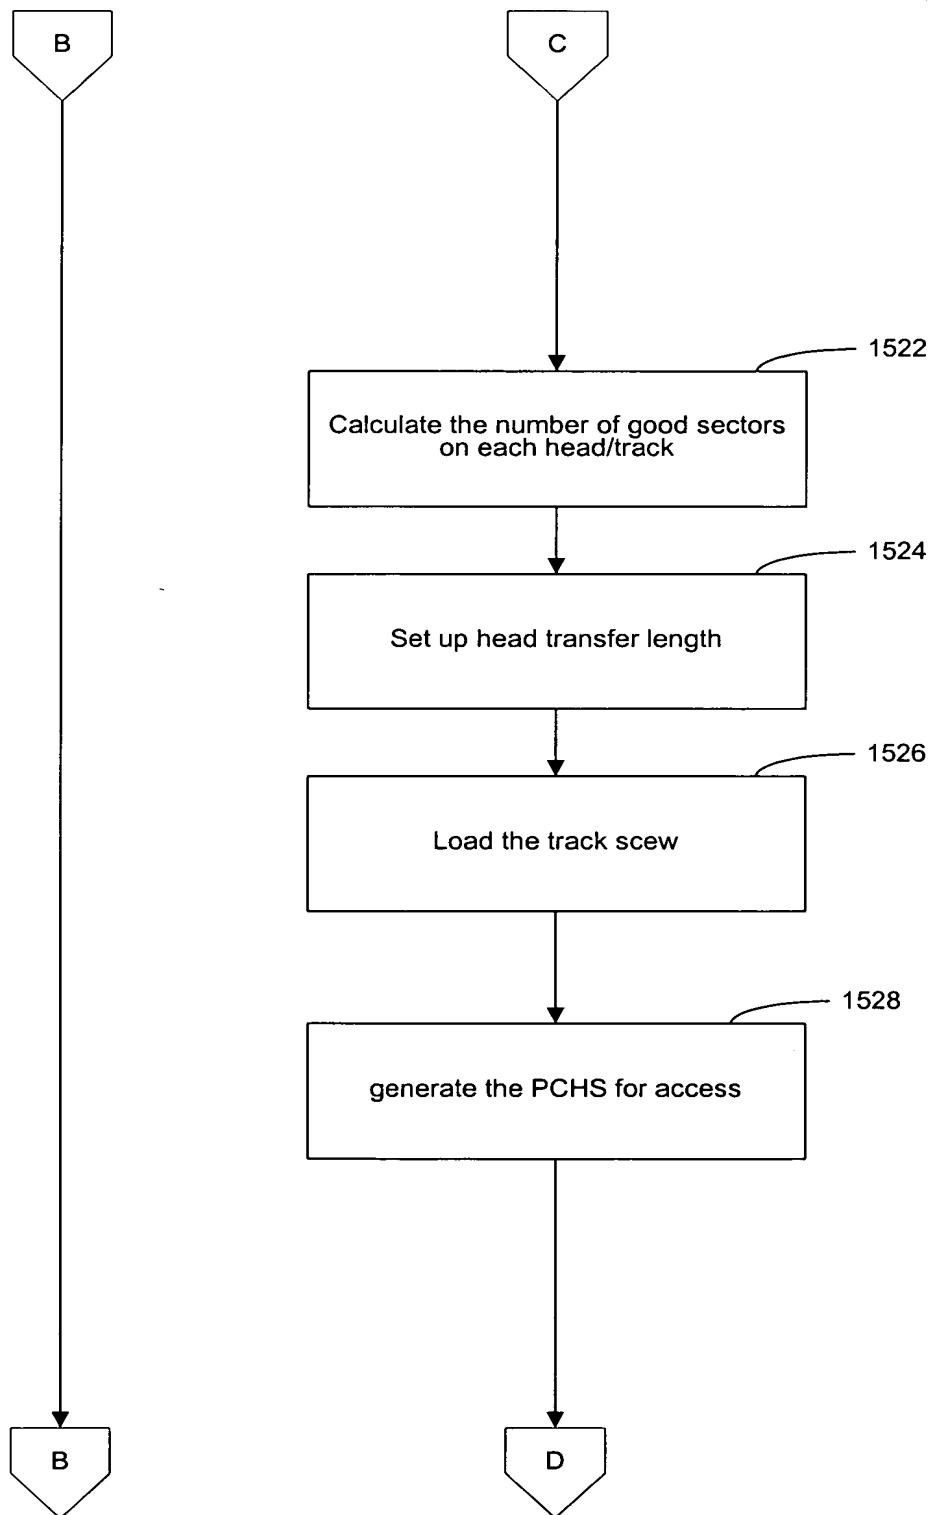 B
C
1522
Calculate the number of good sectors
on each head/track
1524
Set up head transfer length
1526
Load the track scew
1528
generate the PCHS for access
B
D